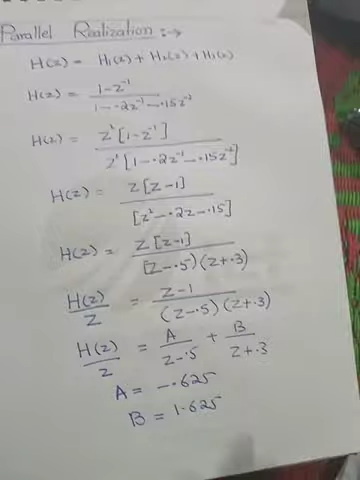 Parallel Realization :→
H(z) = H₁(z) + H₂(z) + H₃(z)
H(z) = 1-z⁻¹ / 1-.2z⁻¹-.15z⁻²
H(z) = z²[1-z⁻¹] / z²[1-.2z⁻¹-.15z⁻²]
H(z) = z[z-1] / [z²-.2z-.15]
H(z) = z[z-1] / (z-.5)(z+.3)
H(z)/z = z-1 / (z-.5)(z+.3)
H(z)/z = A/z-.5 + B/z+.3
A = -.625
B = 1.625